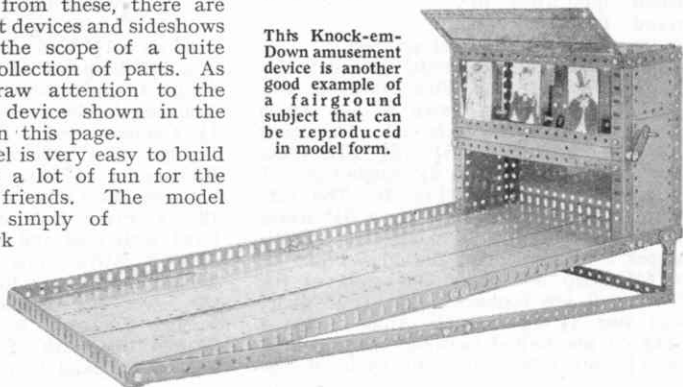 from these, there are
t devices and sideshows
the scope of a quite
ollection of parts. As
raw attention to the
device shown in the
n this page.
el is very easy to build
a lot of fun for the
friends. The model
simply of
rk
This Knock-em-
Down amusement
device is another
good example of
a fairground
subject that can
be reproduced
in model form.